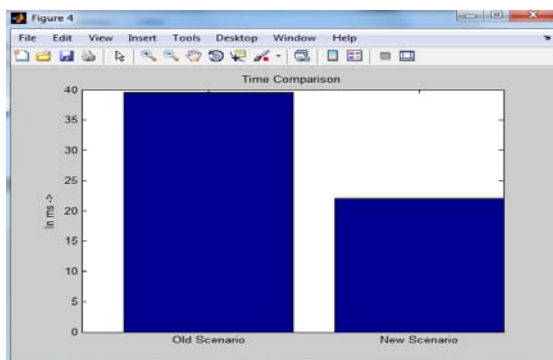 Figure 4
File Edit View Insert Tools Desktop Window Help
Time Comparison
40
35
30
25
20
15
10
5
0
In ms ->
Old Scenario New Scenario